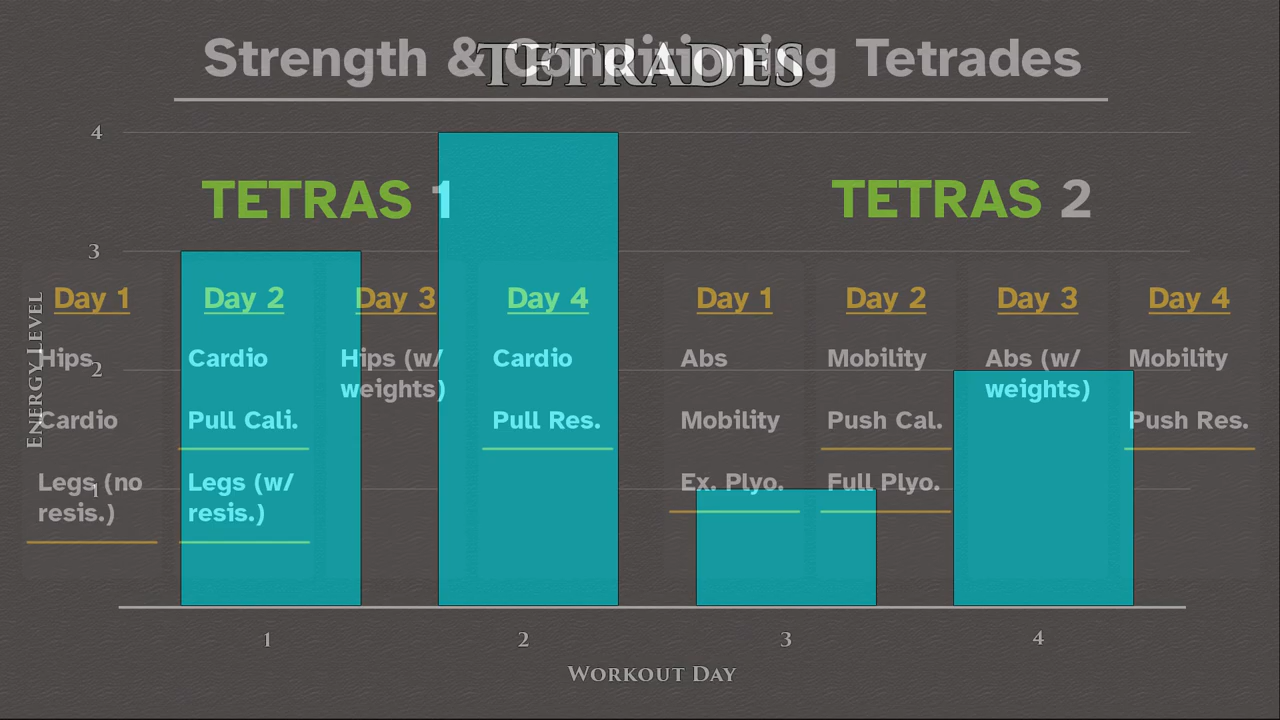 Strength & Conditioning Tetrades
TETRADES
TETRAS 1
Day 1
Hips
Cardio
Legs (no
resis.)
Day 2
Cardio
Pull Cali.
Legs (w/
resis.)
Day 3
Hips (w/
weights)
Day 4
Cardio
Pull Res.
TETRAS 2
Day 1
Abs
Mobility
Ex. Plyo.
Day 2
Mobility
Push Cal.
Full Plyo.
Day 3
Abs (w/
weights)
Day 4
Mobility
Push Res.
Energy Level
4
3
2
1
1 2 3 4
Workout Day